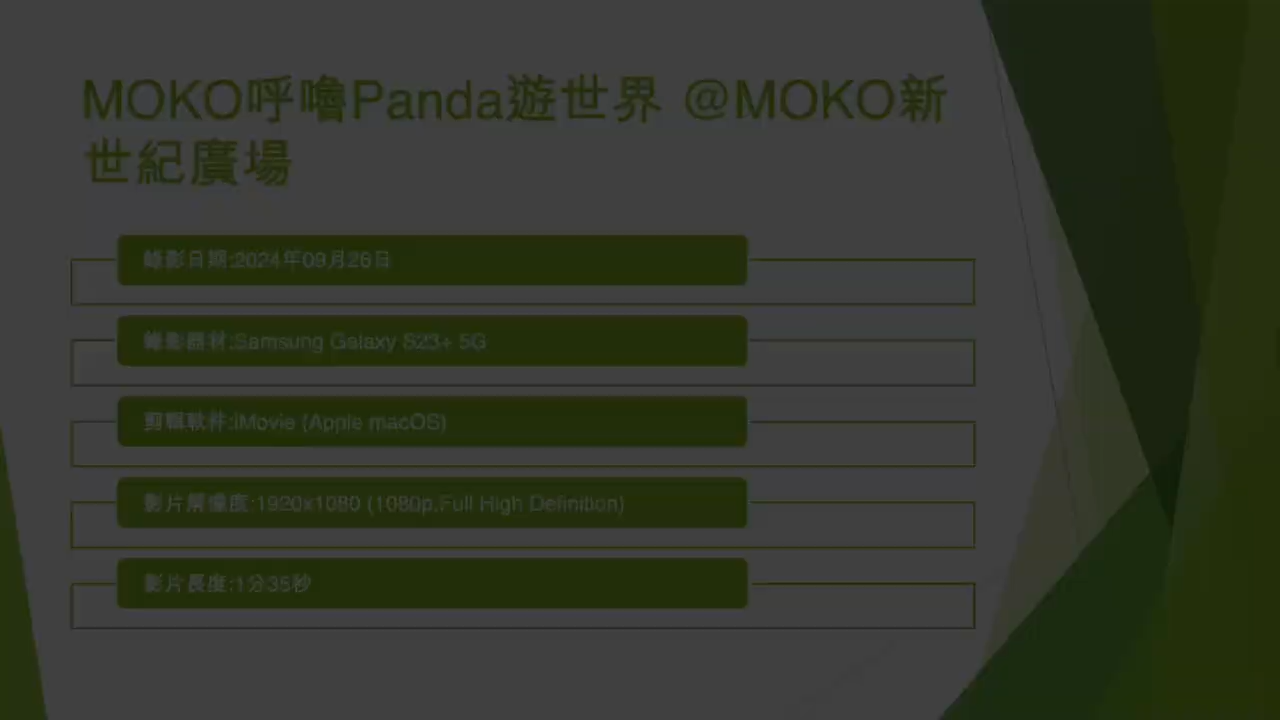 MOKO呼嚕Panda遊世界 @MOKO新
世紀廣場
錄影日期:2024年09月26日
錄影器材:Samsung Galaxy S23+ 5G
剪輯軟件:iMovie (Apple macOS)
影片解像度:1920x1080 (1080p,Full High Definition)
影片長度:1分35秒